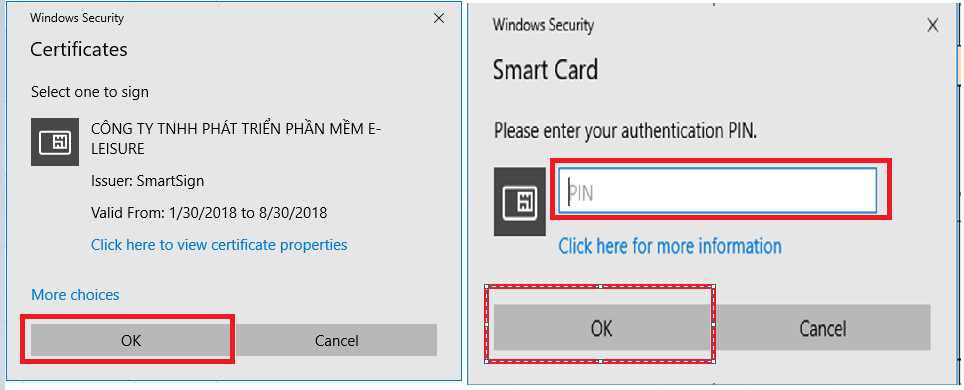 Windows Security
Certificates
Select one to sign
CÔNG TY TNHH PHÁT TRIỂN PHẦN MỀM E-
LEISURE
Issuer: SmartSign
Valid From: 1/30/2018 to 8/30/2018
Click here to view certificate properties
More choices
OK
Cancel
Windows Security
Smart Card
Please enter your authentication PIN.
PIN
Click here for more information
OK
Cancel